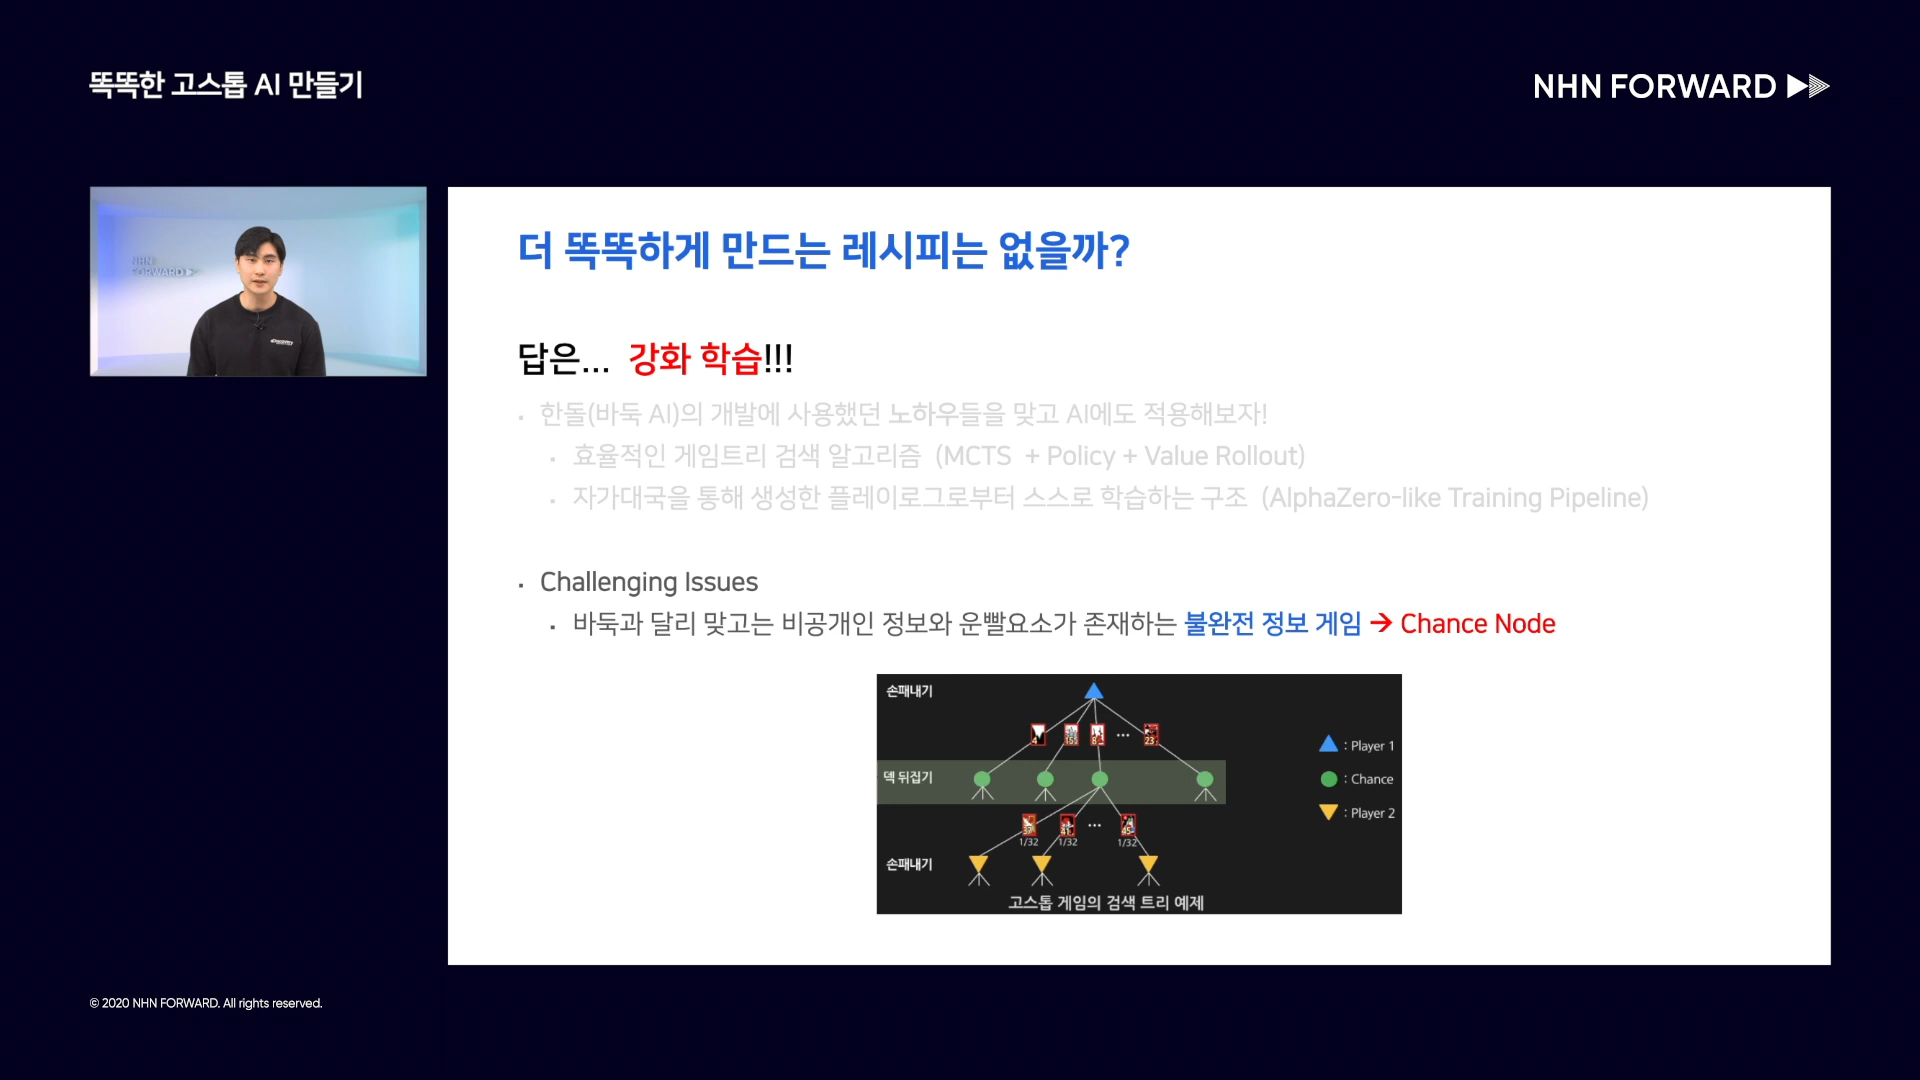 똑똑한 고스톱 AI 만들기
NHN FORWARD
NHN
FORWARD
더 똑똑하게 만드는 레시피는 없을까?
답은... 강화 학습!!!
한돌(바둑 AI)의 개발에 사용했던 노하우들을 맞고 AI에도 적용해보자!
효율적인 게임트리 검색 알고리즘 (MCTS + Policy + Value Rollout)
자가대국을 통해 생성한 플레이로그로부터 스스로 학습하는 구조 (AlphaZero-like Training Pipeline)
Challenging Issues
바둑과 달리 맞고는 비공개인 정보와 운빨요소가 존재하는 불완전 정보 게임 → Chance Node
손패내기
4 15 8 ... 23
: Player 1
덱 뒤집기
: Chance
37 41 ... 45
: Player 2
1/32 1/32 1/32
손패내기
고스톱 게임의 검색 트리 예제
© 2020 NHN FORWARD. All rights reserved.